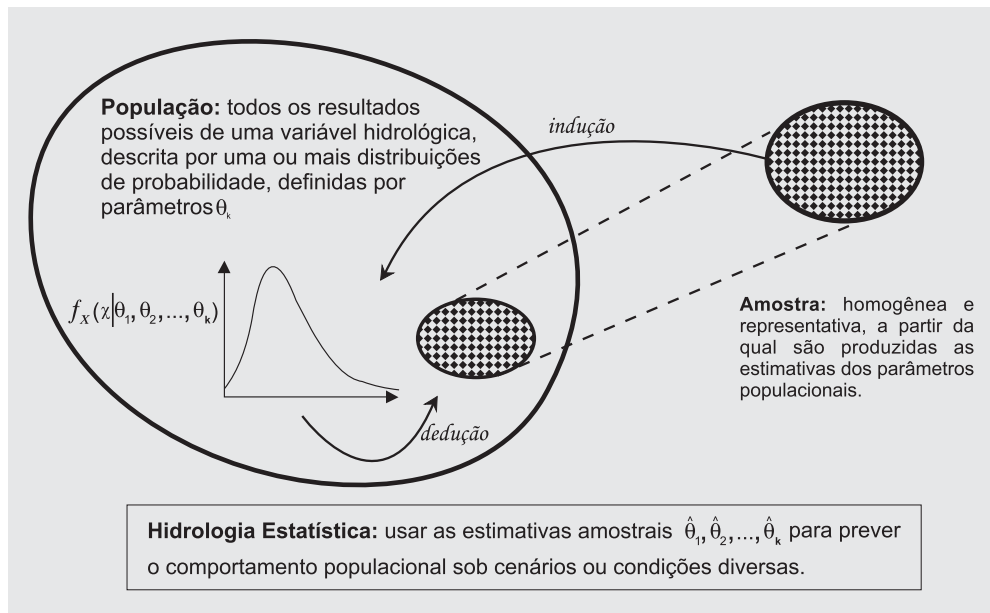 População: todos os resultados
possíveis de uma variável hidrológica,
descrita por uma ou mais distribuições
de probabilidade, definidas por
parâmetros θₖ
indução
f_X(χ|θ₁,θ₂,...,θₖ)
dedução
Amostra: homogênea e
representativa, a partir da
qual são produzidas as
estimativas dos parâmetros
populacionais.
Hidrologia Estatística: usar as estimativas amostrais θ̂₁,θ̂₂,...,θ̂ₖ para prever
o comportamento populacional sob cenários ou condições diversas.